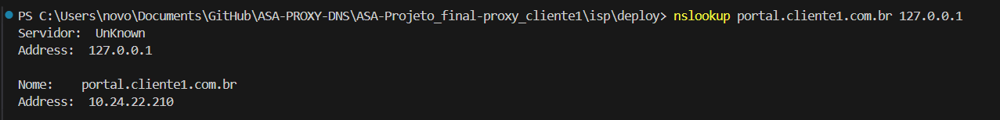 PS C:\Users\novo\Documents\GitHub\ASA-PROXY-DNS\ASA-Projeto_final-proxy_cliente1\isp\deploy> nslookup portal.cliente1.com.br 127.0.0.1
Servidor:  UnKnown
Address:  127.0.0.1

Nome:    portal.cliente1.com.br
Address:  10.24.22.210